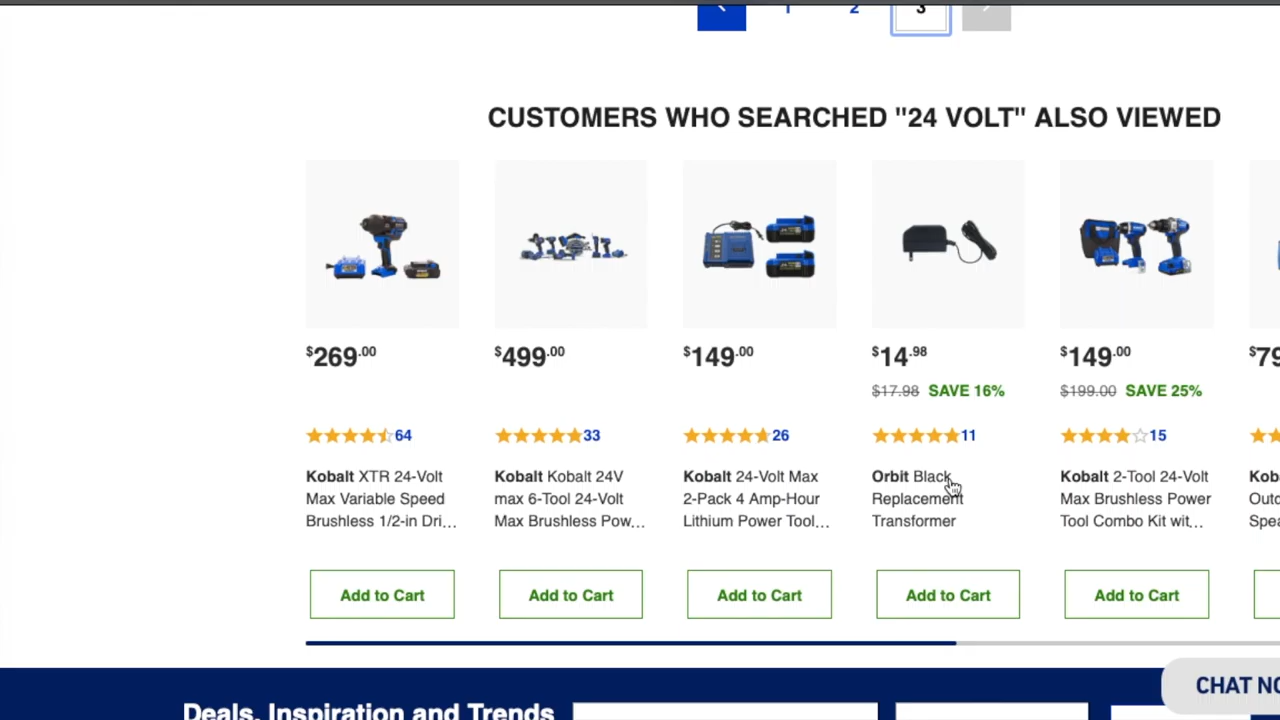 1 2 3
CUSTOMERS WHO SEARCHED "24 VOLT" ALSO VIEWED
$269.00
$499.00
$149.00
$14.98
$17.98 SAVE 16%
$149.00
$199.00 SAVE 25%
$79
64
33
26
11
15
Kobalt XTR 24-Volt
Max Variable Speed
Brushless 1/2-in Dri...
Kobalt Kobalt 24V
max 6-Tool 24-Volt
Max Brushless Pow...
Kobalt 24-Volt Max
2-Pack 4 Amp-Hour
Lithium Power Tool...
Orbit Black
Replacement
Transformer
Kobalt 2-Tool 24-Volt
Max Brushless Power
Tool Combo Kit wit...
Add to Cart
Add to Cart
Add to Cart
Add to Cart
Add to Cart
Deals, Inspiration and Trends